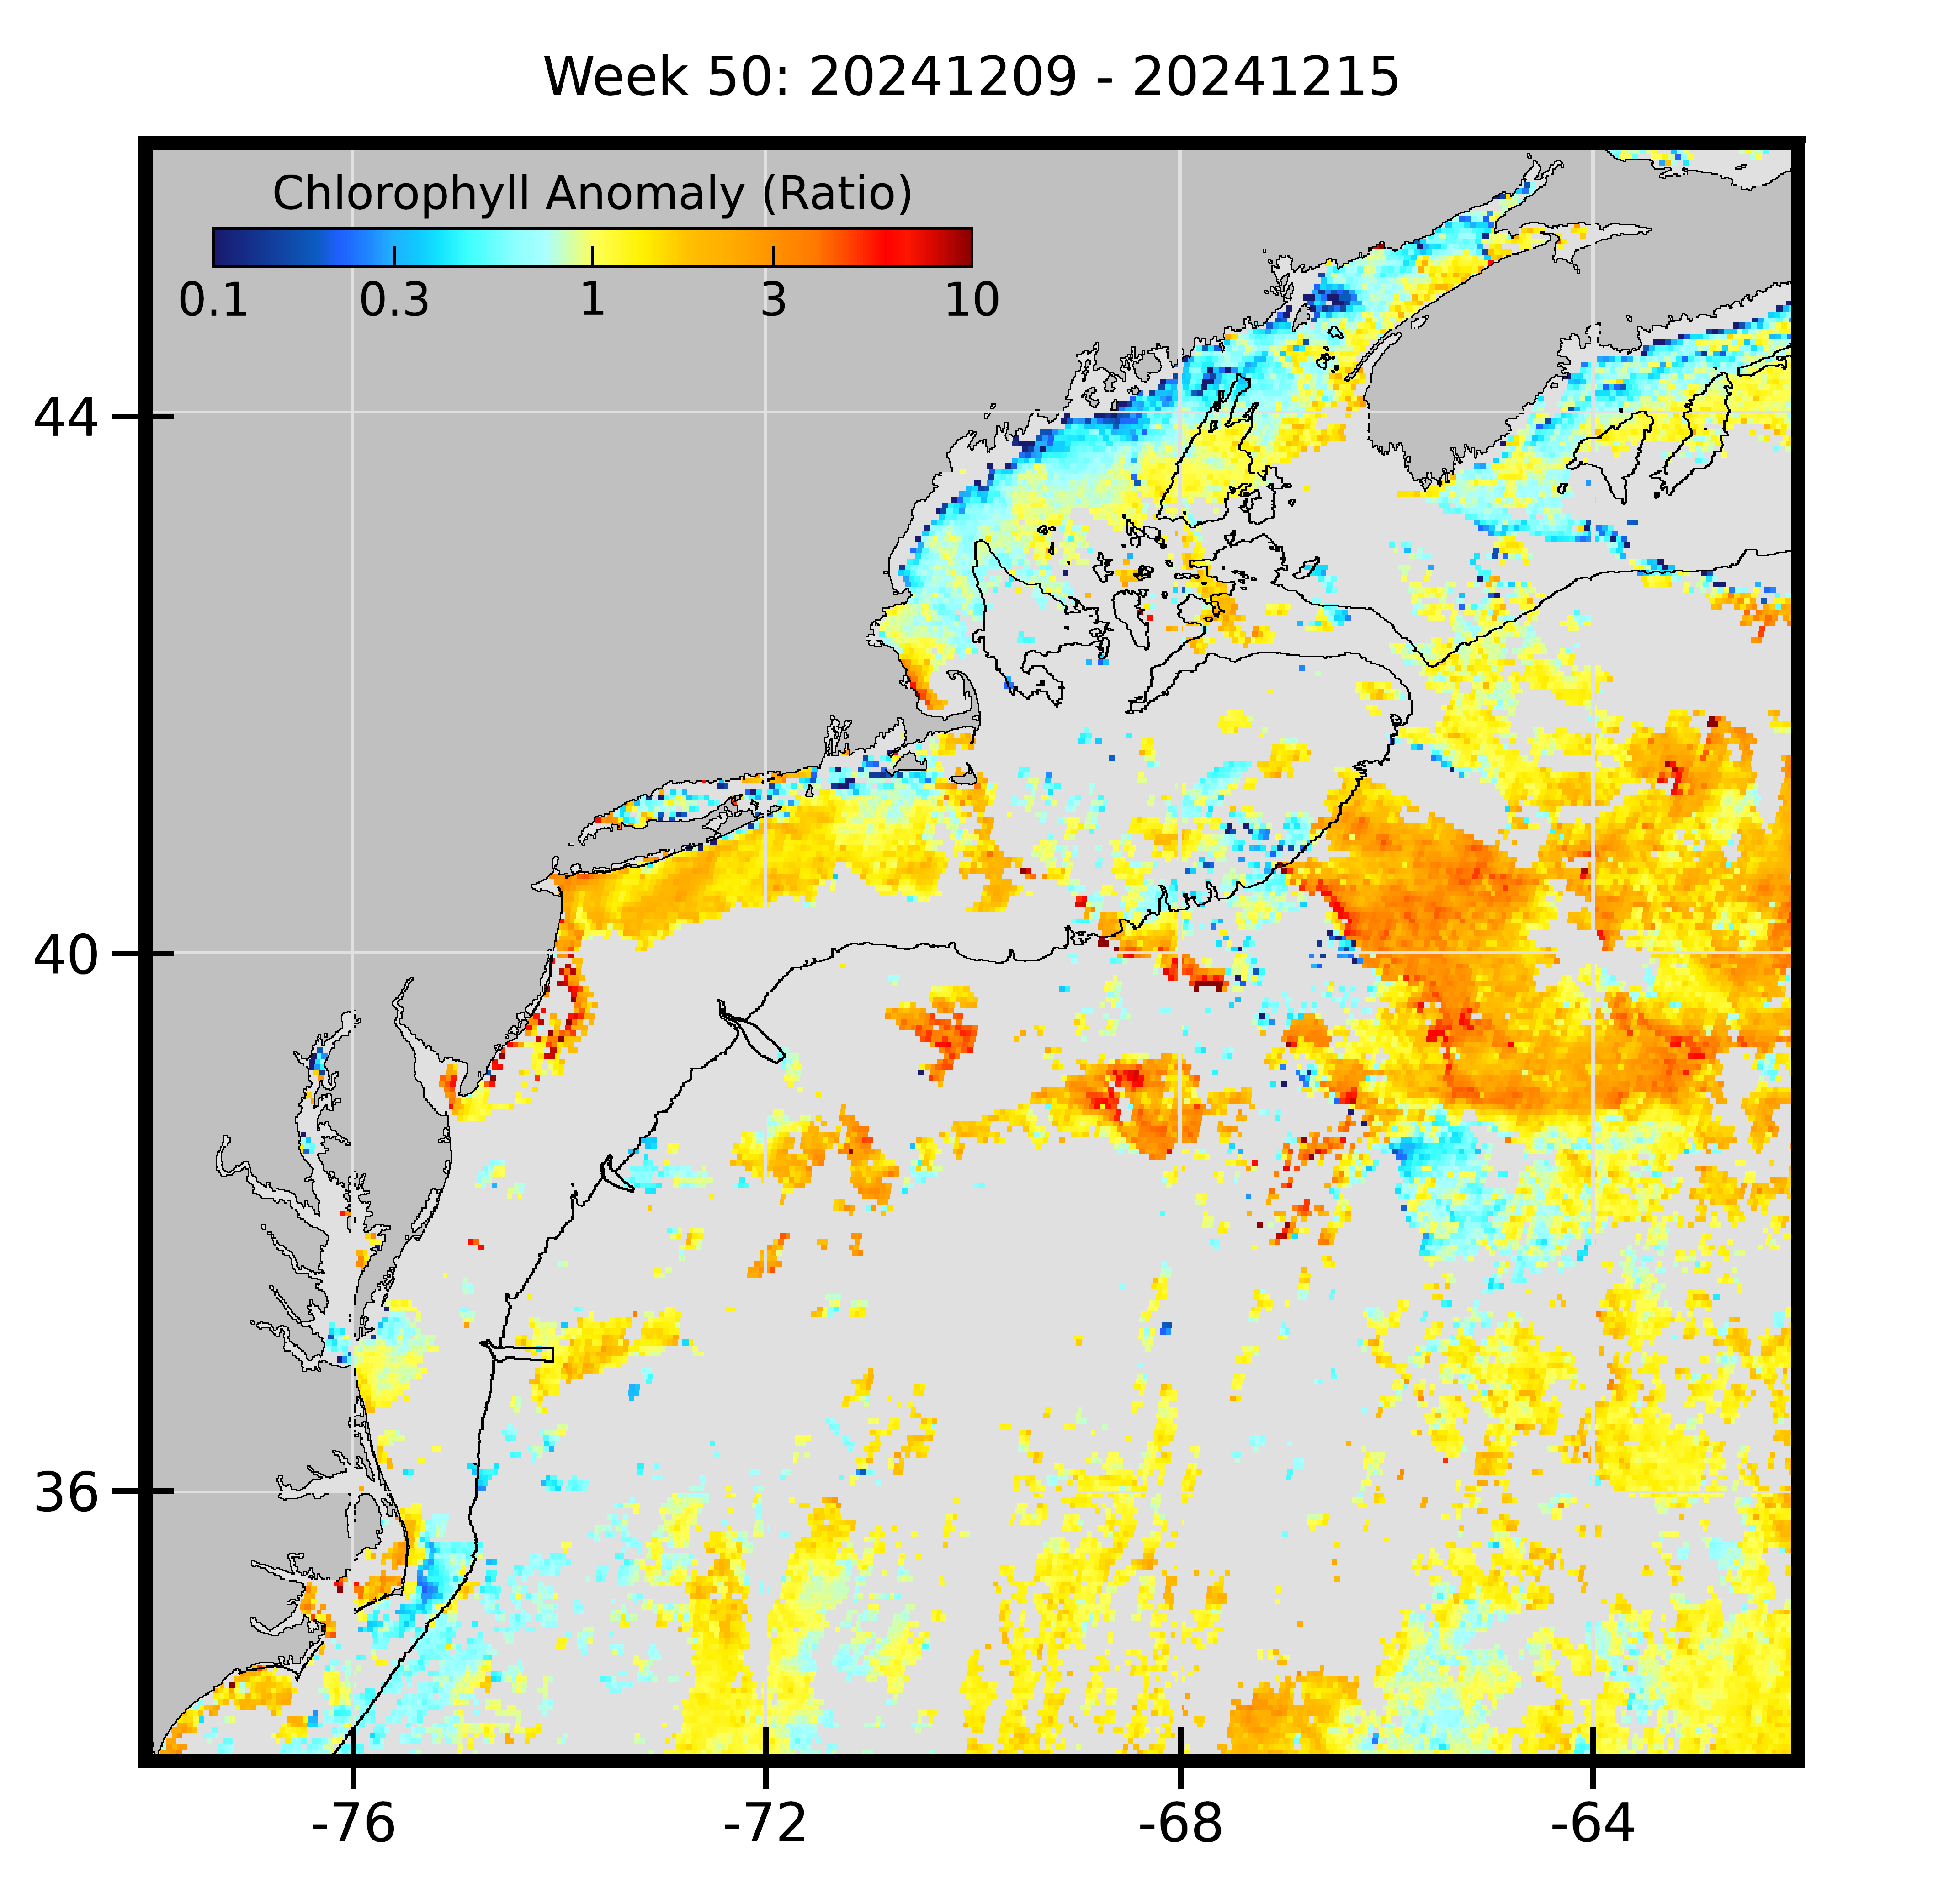 Week 50: 20241209 - 20241215
Chlorophyll Anomaly (Ratio)
0.1 0.3 1 3 10
44
40
36
-76 -72 -68 -64